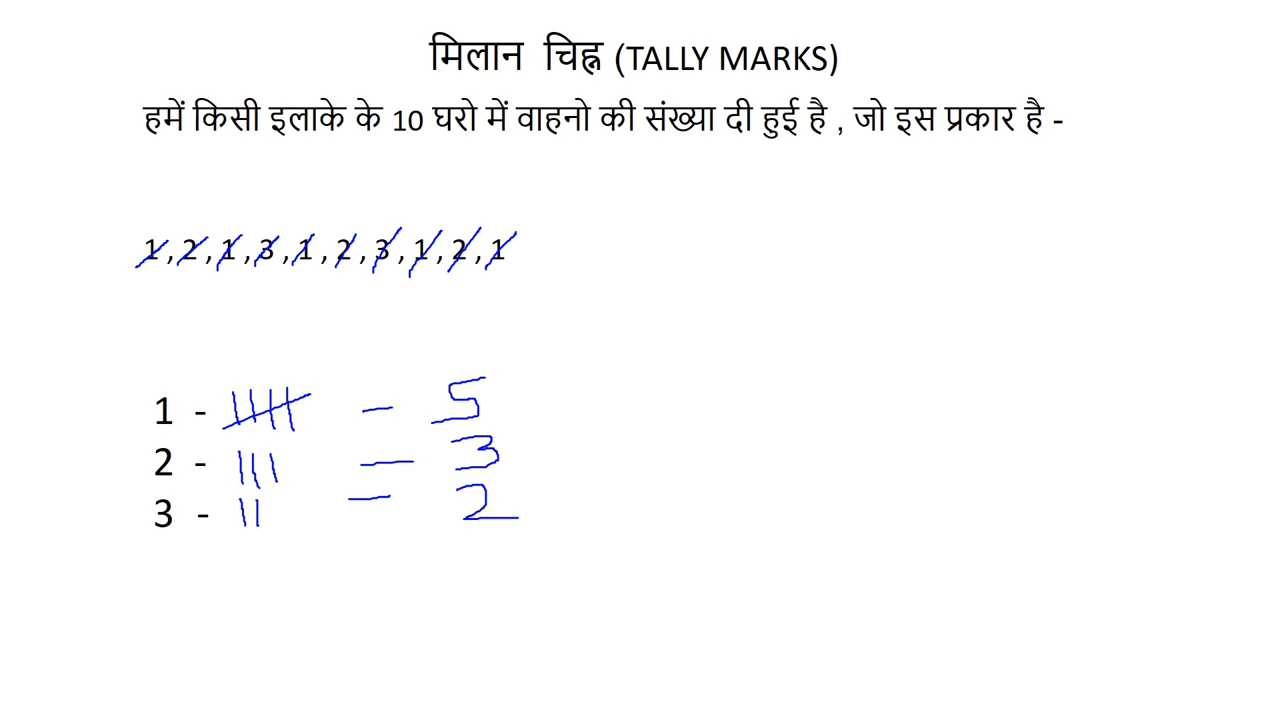 मिलान चिह्न (TALLY MARKS)
हमें किसी इलाके के 10 घरो में वाहनो की संख्या दी हुई है , जो इस प्रकार है -
1 , 2 , 1 , 3 , 1 , 2 , 3 , 1 , 2 , 1
1 - |||| – 5
2 - ||| – 3
3 - || – 2